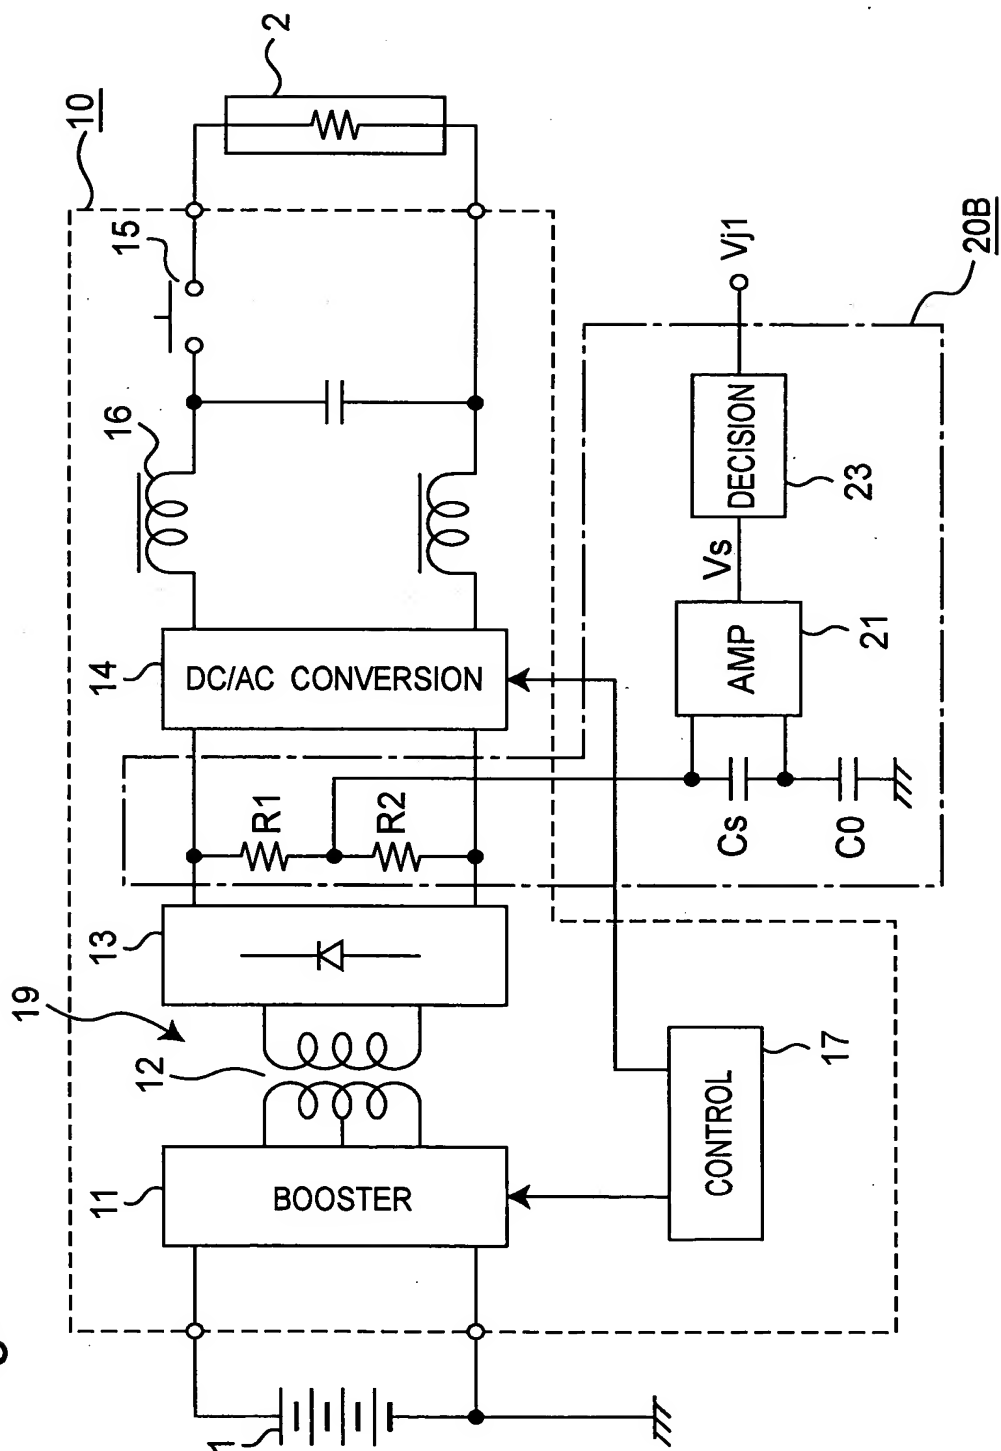 10
2
15
16
14
DC/AC CONVERSION
19
13
12
11
BOOSTER
1
R1
R2
Cs
C0
AMP
21
Vs
DECISION
23
Vj1
20B
CONTROL
17